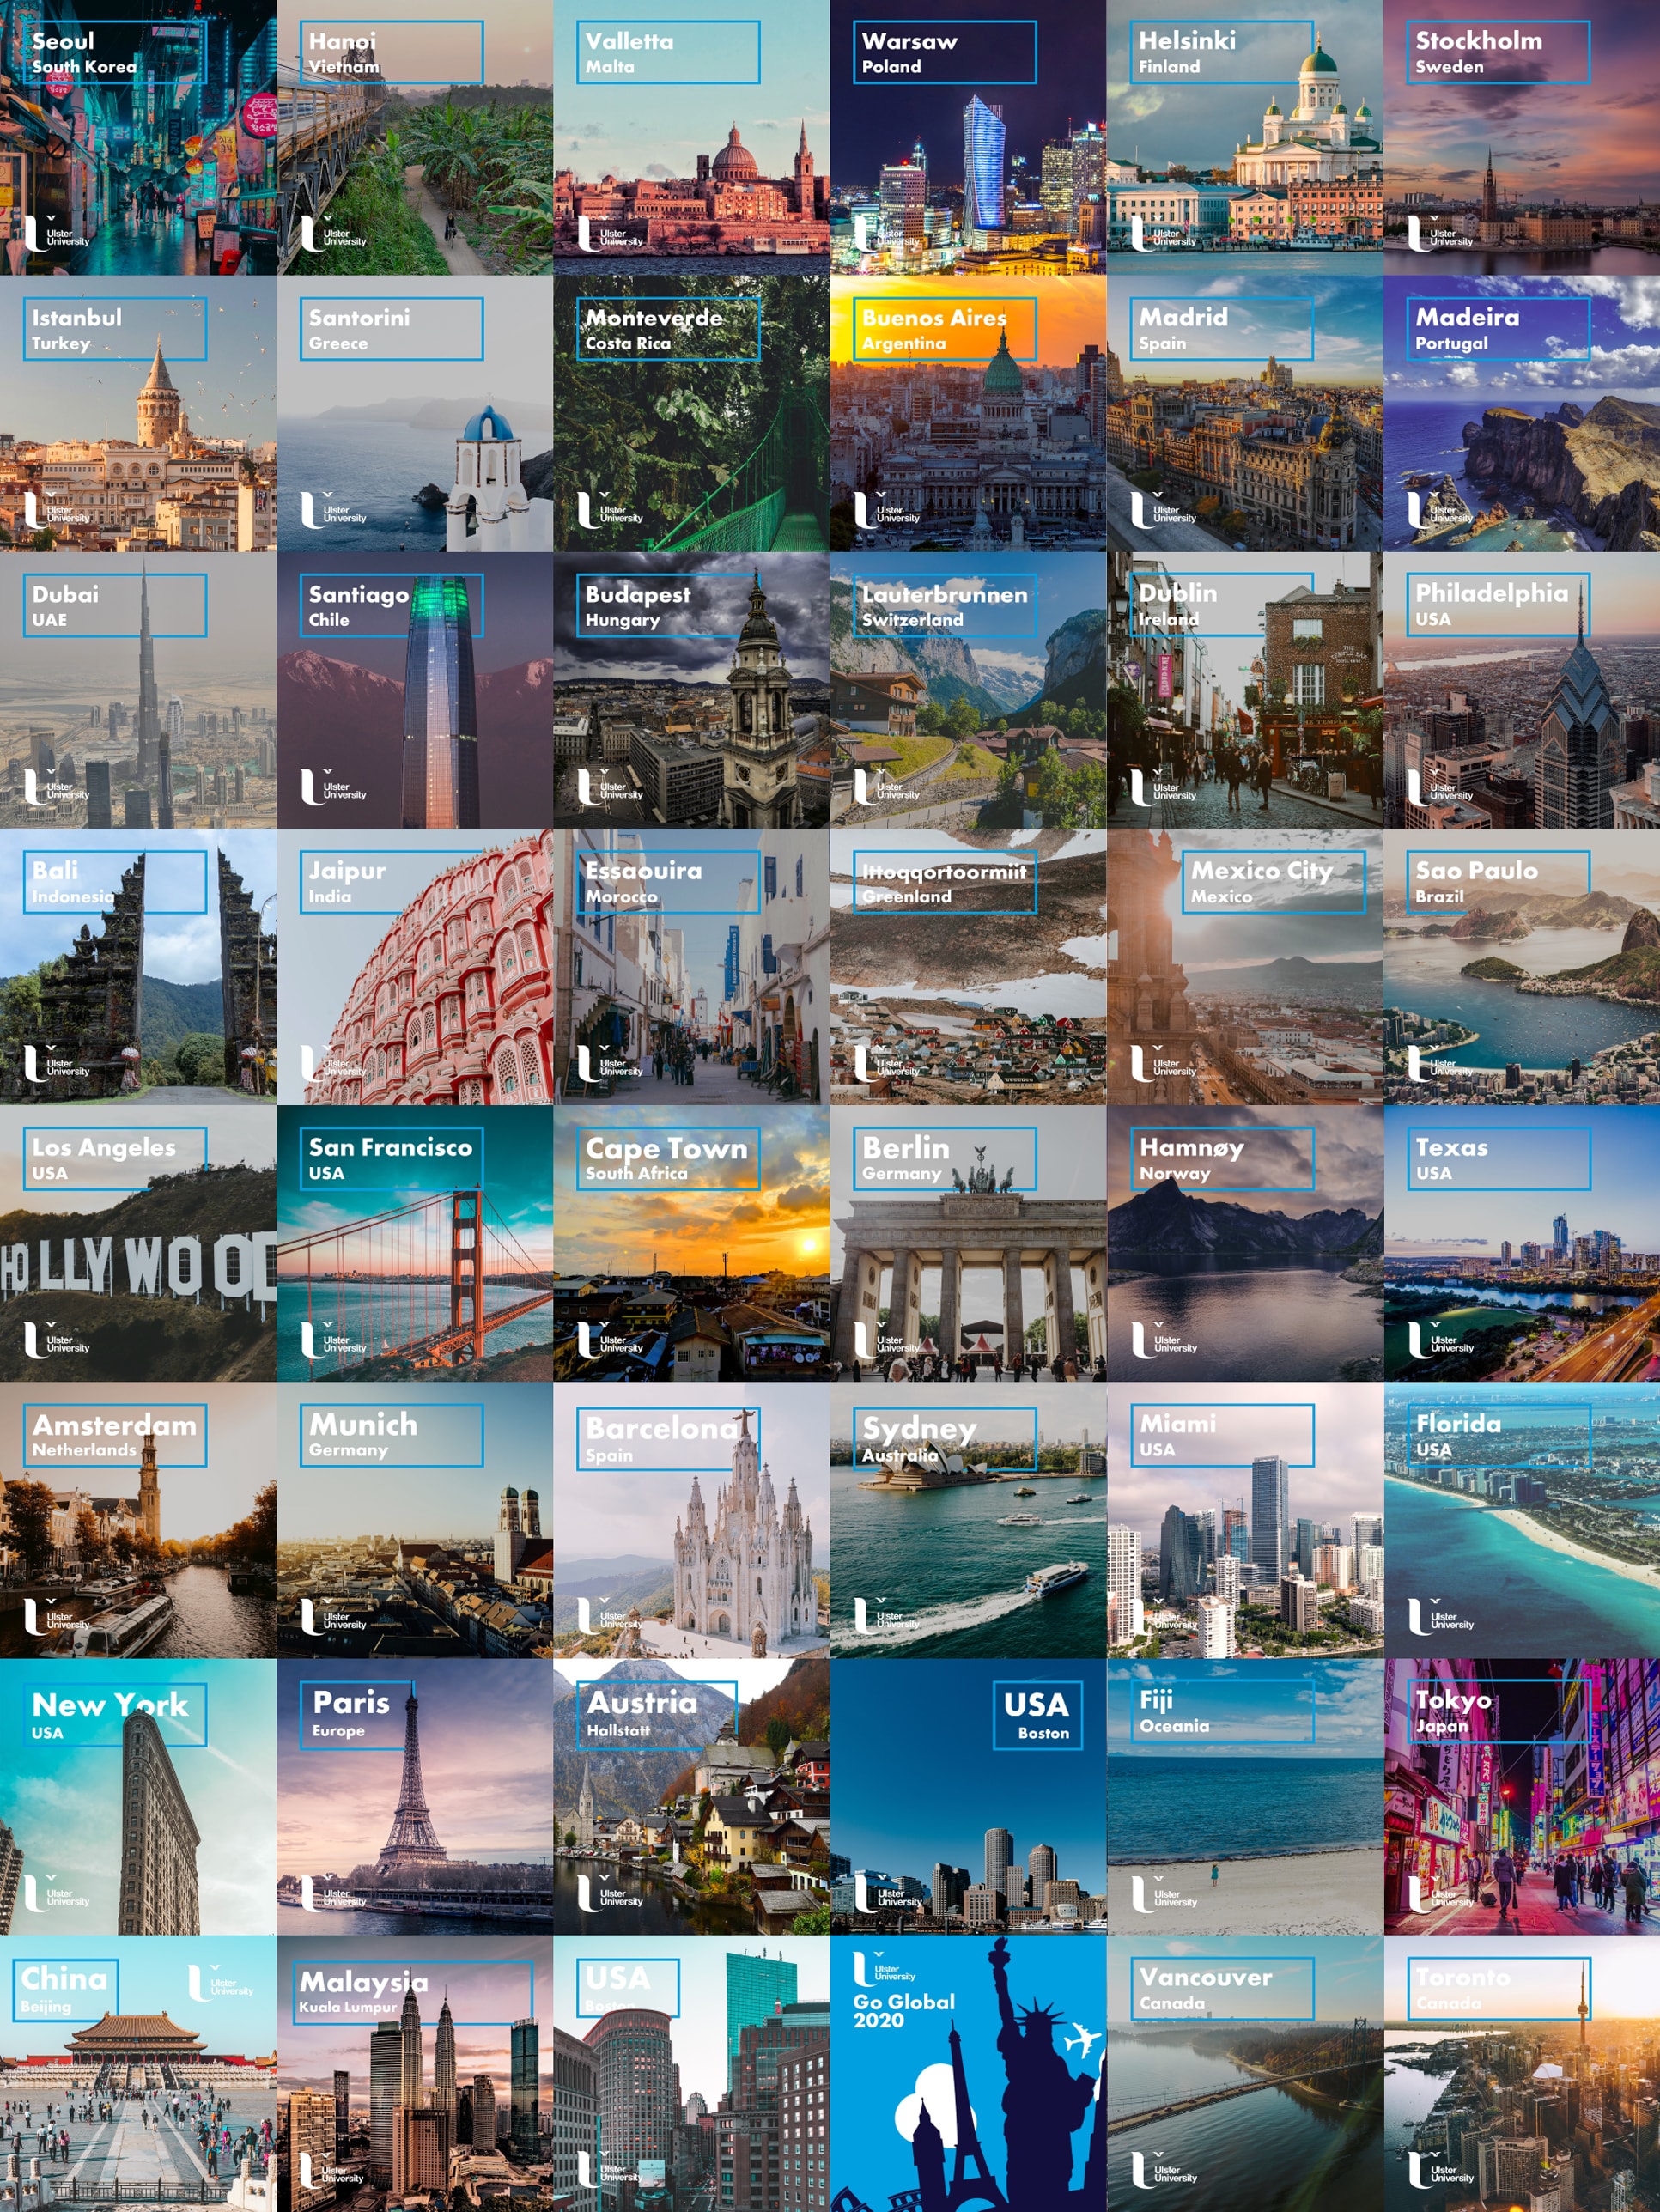 Seoul
South Korea
Ulster
University
Hanoi
Vietnam
Ulster
University
Valletta
Malta
Ulster
University
Warsaw
Poland
Ulster
University
Helsinki
Finland
Ulster
University
Stockholm
Sweden
Ulster
University
Istanbul
Turkey
Ulster
University
Santorini
Greece
Ulster
University
Monteverde
Costa Rica
Ulster
University
Buenos Aires
Argentina
Ulster
University
Madrid
Spain
Ulster
University
Madeira
Portugal
Ulster
University
Dubai
UAE
Ulster
University
Santiago
Chile
Ulster
University
Budapest
Hungary
Ulster
University
Lauterbrunnen
Switzerland
Ulster
University
Dublin
Ireland
THE
TEMPLE BAR
THE TEMPLE B
Ulster
University
Philadelphia
USA
Ulster
University
Bali
Indonesia
Ulster
University
Jaipur
India
Ulster
University
Essaouira
Morocco
Ulster
University
Ittoqqortoormiit
Greenland
Ulster
University
Mexico City
Mexico
Ulster
University
Sao Paulo
Brazil
Ulster
University
Los Angeles
USA
HOLLYWOOD
Ulster
University
San Francisco
USA
Ulster
University
Cape Town
South Africa
Ulster
University
Berlin
Germany
Ulster
University
Hamnøy
Norway
Ulster
University
Texas
USA
Ulster
University
Amsterdam
Netherlands
Ulster
University
Munich
Germany
Ulster
University
Barcelona
Spain
Ulster
University
Sydney
Australia
Ulster
University
Miami
USA
Ulster
University
Florida
USA
Ulster
University
New York
USA
Ulster
University
Paris
Europe
Ulster
University
Austria
Hallstatt
Ulster
University
USA
Boston
Ulster
University
Fiji
Oceania
Ulster
University
Tokyo
Japan
Ulster
University
China
Beijing
Ulster
University
Malaysia
Kuala Lumpur
Ulster
University
USA
Boston
Ulster
University
Ulster
University
Go Global
2020
Vancouver
Canada
Ulster
University
Toronto
Canada
Ulster
University